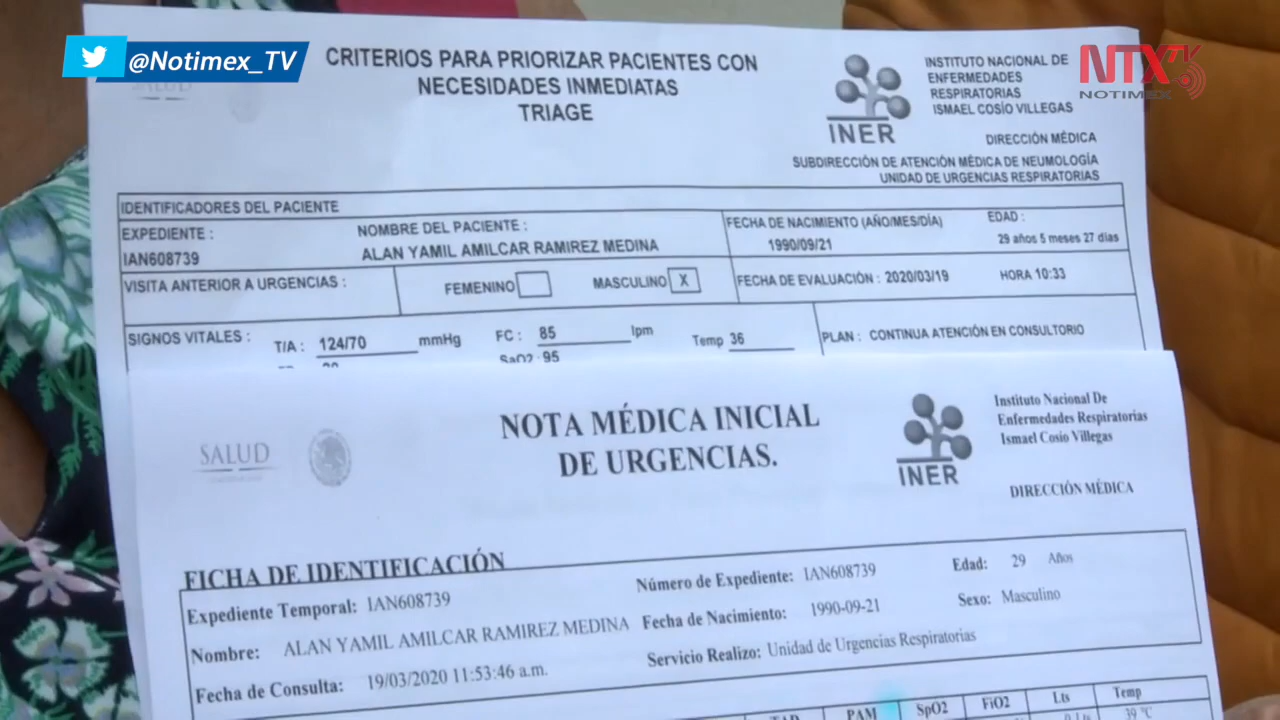 @Notimex_TV
NTX TV
NOTIMEX
SALUD
CRITERIOS PARA PRIORIZAR PACIENTES CON
NECESIDADES INMEDIATAS
TRIAGE
INER
INSTITUTO NACIONAL DE
ENFERMEDADES
RESPIRATORIAS
ISMAEL COSÍO VILLEGAS
DIRECCIÓN MÉDICA
SUBDIRECCIÓN DE ATENCIÓN MÉDICA DE NEUMOLOGÍA
UNIDAD DE URGENCIAS RESPIRATORIAS
IDENTIFICADORES DEL PACIENTE
EXPEDIENTE : NOMBRE DEL PACIENTE : FECHA DE NACIMIENTO (AÑO/MES/DÍA) EDAD :
IAN608739 ALAN YAMIL AMILCAR RAMIREZ MEDINA 1990/09/21 29 años 5 meses 27 días
VISITA ANTERIOR A URGENCIAS : FEMENINO MASCULINO X FECHA DE EVALUACIÓN : 2020/03/19 HORA 10:33
SIGNOS VITALES : T/A : 124/70 mmHg FC : 85 lpm Temp 36 PLAN : CONTINUA ATENCIÓN EN CONSULTORIO
SaO2 : 95
SALUD
NOTA MÉDICA INICIAL
DE URGENCIAS.
INER
Instituto Nacional De
Enfermedades Respiratorias
Ismael Cosio Villegas
DIRECCIÓN MÉDICA
FICHA DE IDENTIFICACIÓN
Expediente Temporal: IAN608739 Número de Expediente: IAN608739 Edad: 29 Años
Nombre: ALAN YAMIL AMILCAR RAMIREZ MEDINA Fecha de Nacimiento: 1990-09-21 Sexo: Masculino
Fecha de Consulta: 19/03/2020 11:53:46 a.m. Servicio Realizo: Unidad de Urgencias Respiratorias
TAD PAM SpO2 FiO2 Lts Temp
39 °C